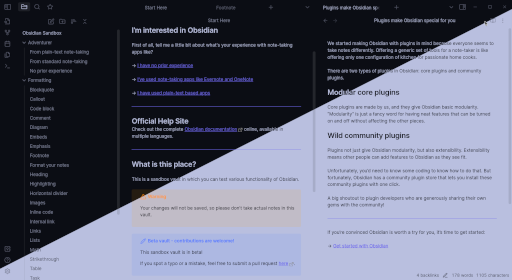 Start Here
Footnote
Plugins make Obsidian sp
Start Here
Plugins make Obsidian special for you
Obsidian Sandbox
Adventurer
From plain-text note-taking
From standard note-taking
No prior experience
Formatting
Blockquote
Callout
Code block
Comment
Diagram
Embeds
Emphasis
Footnote
Format your notes
Heading
Highlighting
Horizontal divider
Images
Inline code
Internal link
Links
Lists
Strikethrough
Table
I'm interested in Obsidian
First of all, tell me a little bit about what's your experience with note-taking
apps like?
→ I have no prior experience
→ I've used note-taking apps like Evernote and OneNote
→ I have used plain-text based apps
Official Help Site
Check out the complete Obsidian documentation online, available in
multiple languages.
What is this place?
This is a sandbox vault in which you can test various functionality of Obsidian.
Your changes will not be saved, so please don't take actual notes in this
vault.
Beta vault - contributions are welcome!
This sandbox vault is in beta!
If you spot a typo or a mistake, feel free to submit a pull request here
We started making Obsidian with plugins in mind because everyone seems to
take notes differently. Offering a generic set of features for a note-taker is like
offering only one configuration of kitchen for passionate home cooks.
There are two types of plugins in Obsidian: core plugins and community
plugins.
Modular core plugins
Core plugins are made by us, and they give Obsidian basic modularity.
"Modularity" is just a fancy word for having neat features that can be turned
on and off without affecting the other pieces.
Wild community plugins
Plugins not just give Obsidian modularity, but also extensibility. Extensibility
means other people can add features to Obsidian as they see fit.
Unfortunately, you'll need to know some coding to know how to do that. But
fortunately, Obsidian has a community plugin store that lets you install these
community plugins with one click.
A big shoutout to plugin developers who are generously sharing their own
gems with the community!
If you're convinced Obsidian is worth a try for you, it's time to get started:
→ Get started with Obsidian
4 backlinks